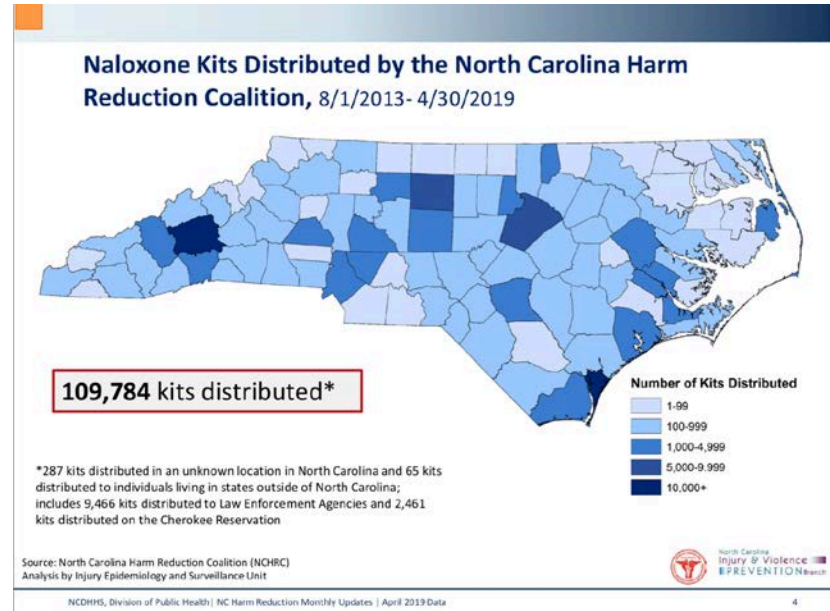 Naloxone Kits Distributed by the North Carolina Harm
Reduction Coalition, 8/1/2013- 4/30/2019
109,784 kits distributed*
Number of Kits Distributed
1-99
100-999
1,000-4,999
5,000-9.999
10,000+
*287 kits distributed in an unknown location in North Carolina and 65 kits
distributed to individuals living in states outside of North Carolina;
includes 9,466 kits distributed to Law Enforcement Agencies and 2,461
kits distributed on the Cherokee Reservation
Source: North Carolina Harm Reduction Coalition (NCHRC)
Analysis by Injury Epidemiology and Surveillance Unit
North Carolina
Injury & Violence
PREVENTION Branch
NCDHHS, Division of Public Health | NC Harm Reduction Monthly Updates | April 2019 Data
4